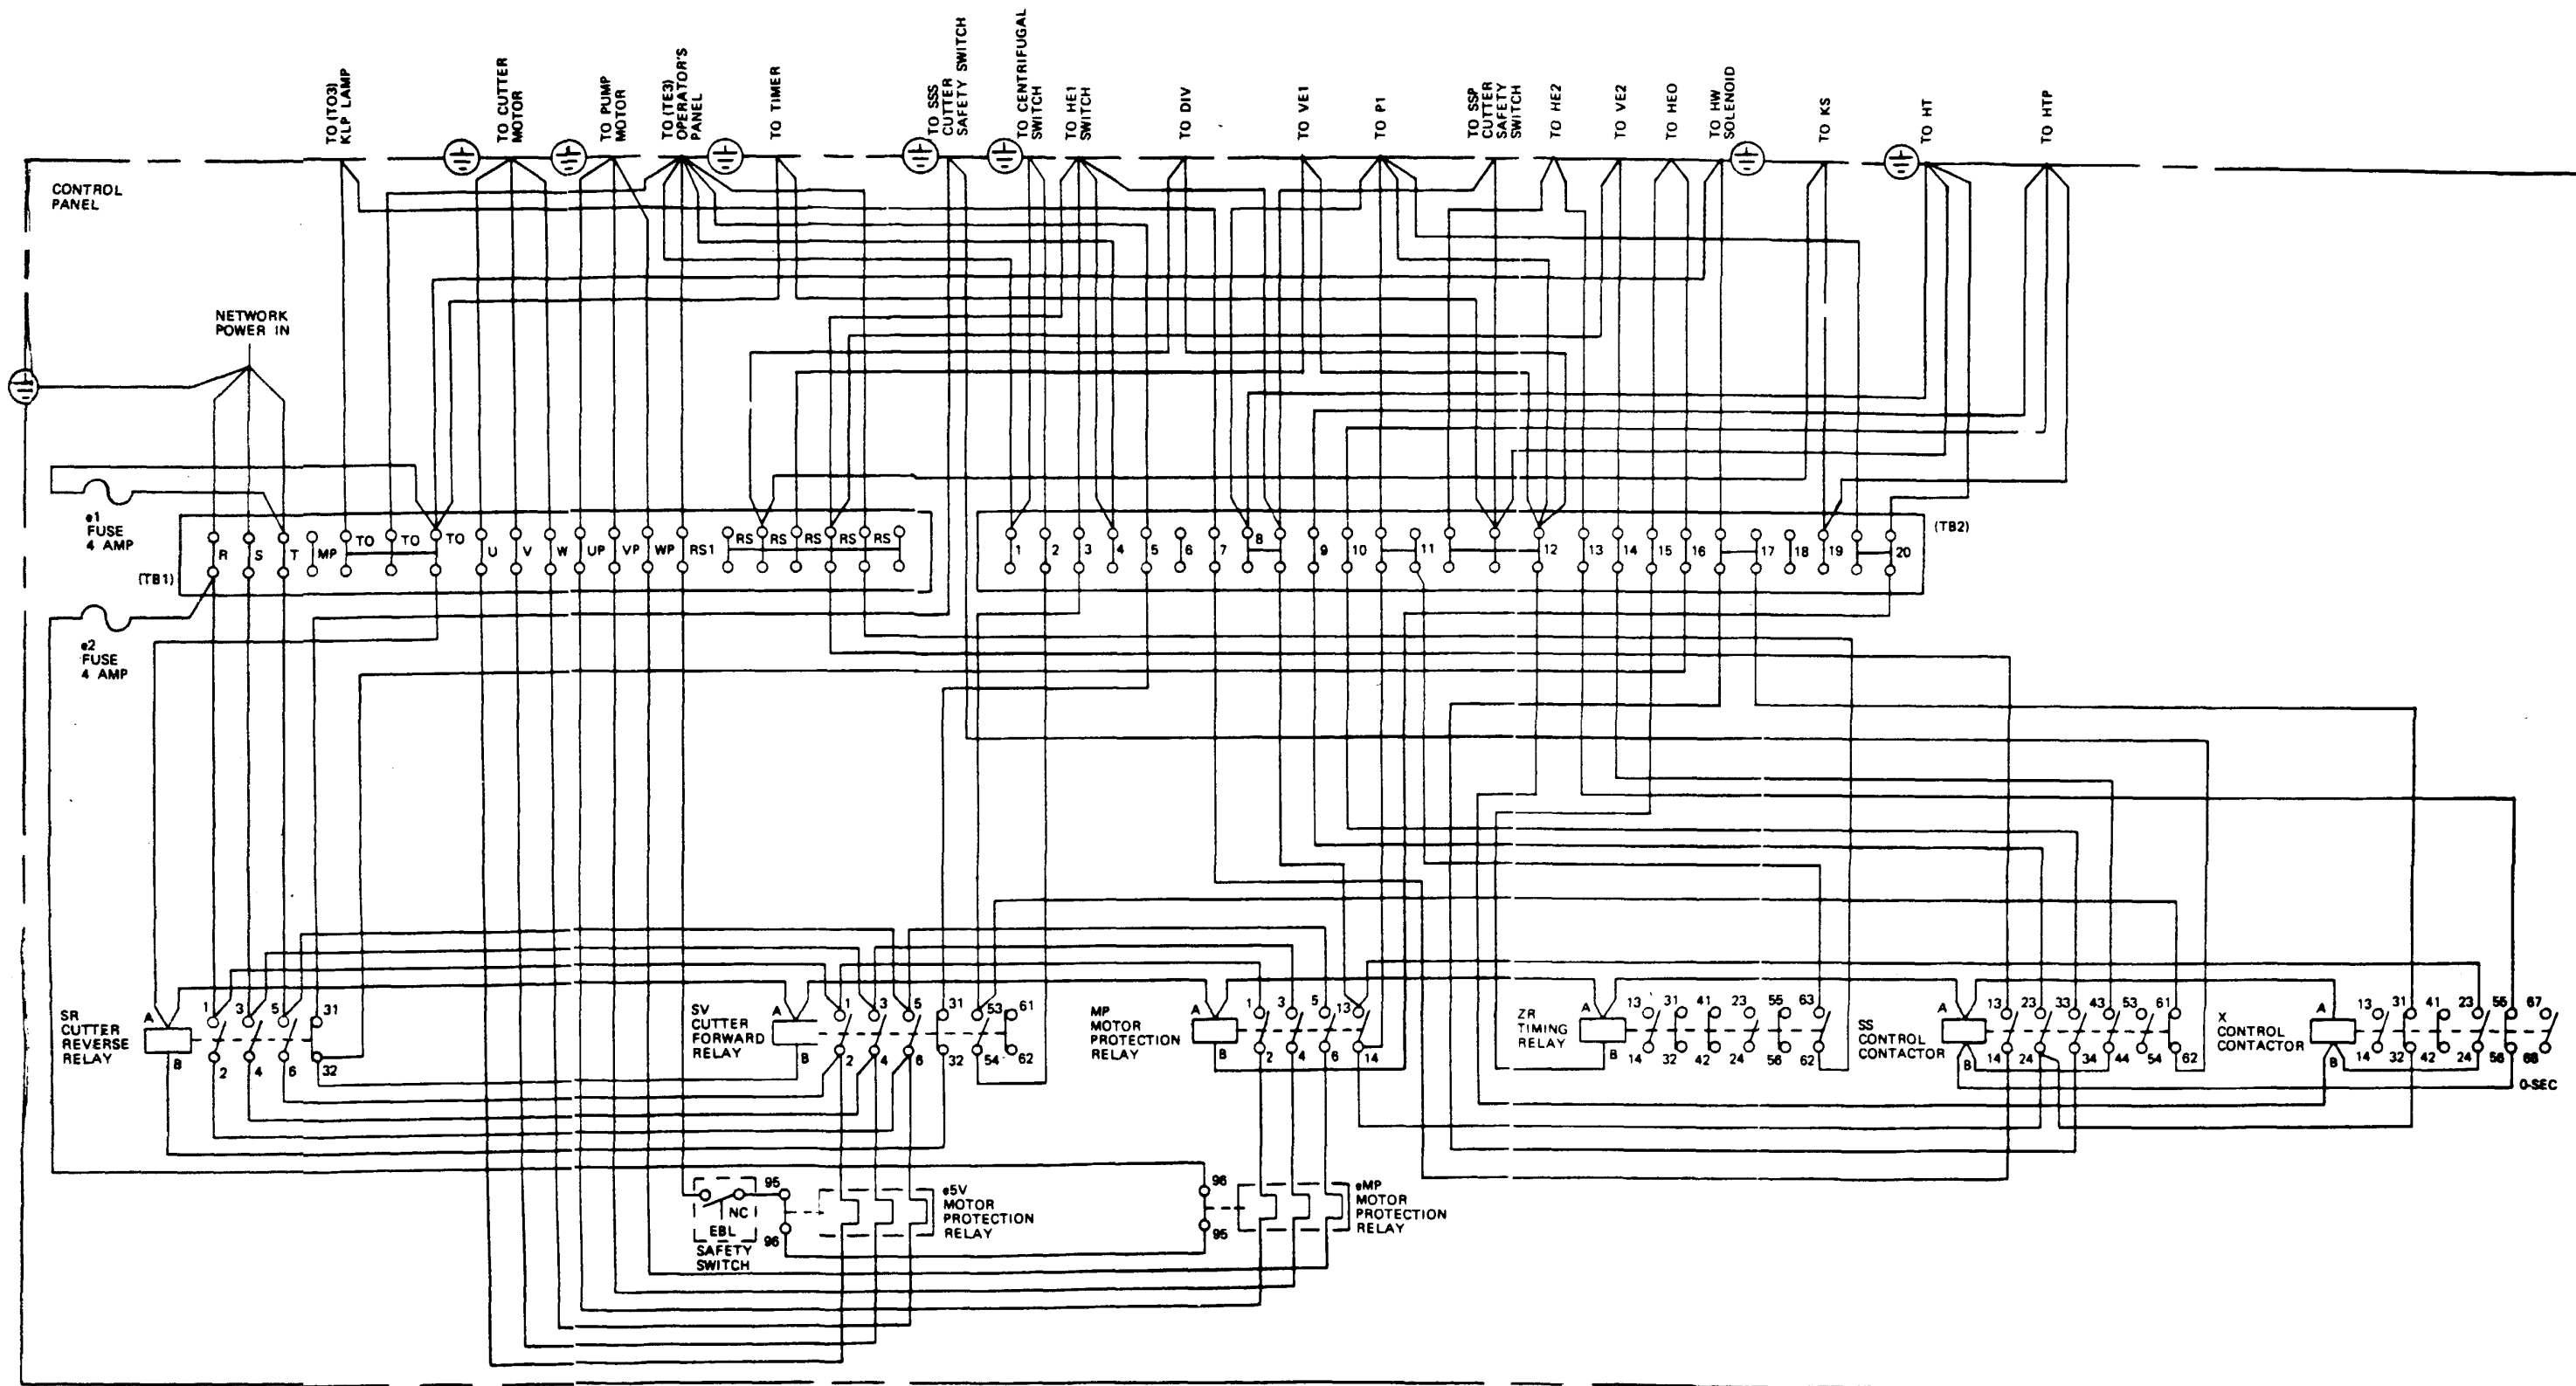 TO (TO3)
KLP LAMP
TO CUTTER
MOTOR
TO PUMP
MOTOR
TO (TE3)
OPERATOR'S
PANEL
TO TIMER
TO SSS
CUTTER
SAFETY SWITCH
TO CENTRIFUGAL
SWITCH
TO HE1
SWITCH
TO DIV
TO VE1
TO P1
TO SSP
CUTTER
SAFETY
SWITCH
TO HE2
TO VE2
TO HEO
TO HW
SOLENOID
TO KS
TO HT
TO HTP
CONTROL
PANEL
NETWORK
POWER IN
e1
FUSE
4 AMP
(TB1)
R S T MP TO TO TO U V W UP VP WP RS1 RS RS RS RS RS
1 2 3 4 5 6 7 8 9 10 11 12 13 14 15 16 17 18 19 20
(TB2)
e2
FUSE
4 AMP
SR
CUTTER
REVERSE
RELAY
A 1 3 5 31
B 2 4 6 32
SV
CUTTER
FORWARD
RELAY
A 1 3 5 31 53 61
B 2 4 6 32 54 62
MP
MOTOR
PROTECTION
RELAY
A 1 3 5 13
B 2 4 6 14
ZR
TIMING
RELAY
A 13 31 41 23 55 63
B 14 32 42 24 56 62
SS
CONTROL
CONTACTOR
A 13 23 33 43 53 61
B 14 24 34 44 54 62
X
CONTROL
CONTACTOR
A 13 31 41 23 55 67
B 14 32 42 24 56 68
0-SEC
NC
EBL
SAFETY
SWITCH
95
96
e5V
MOTOR
PROTECTION
RELAY
96
95
eMP
MOTOR
PROTECTION
RELAY